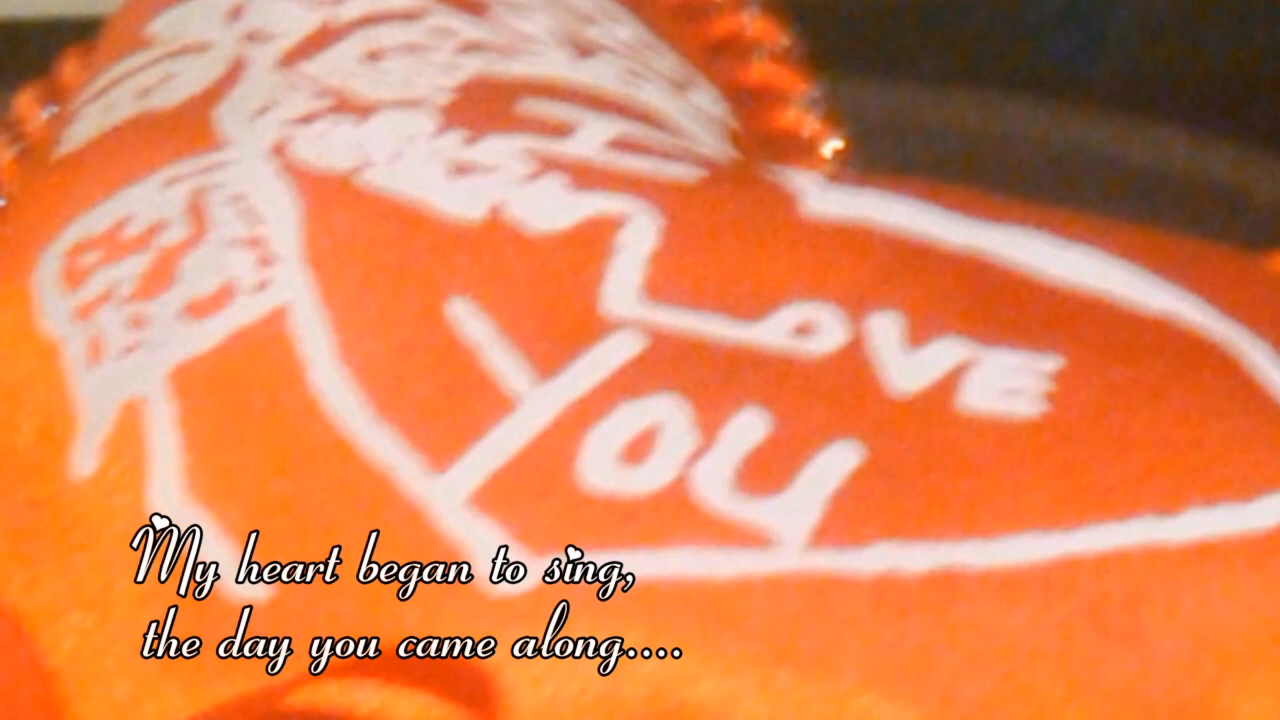 I
LOVE
YOU
My heart began to sing,
the day you came along....